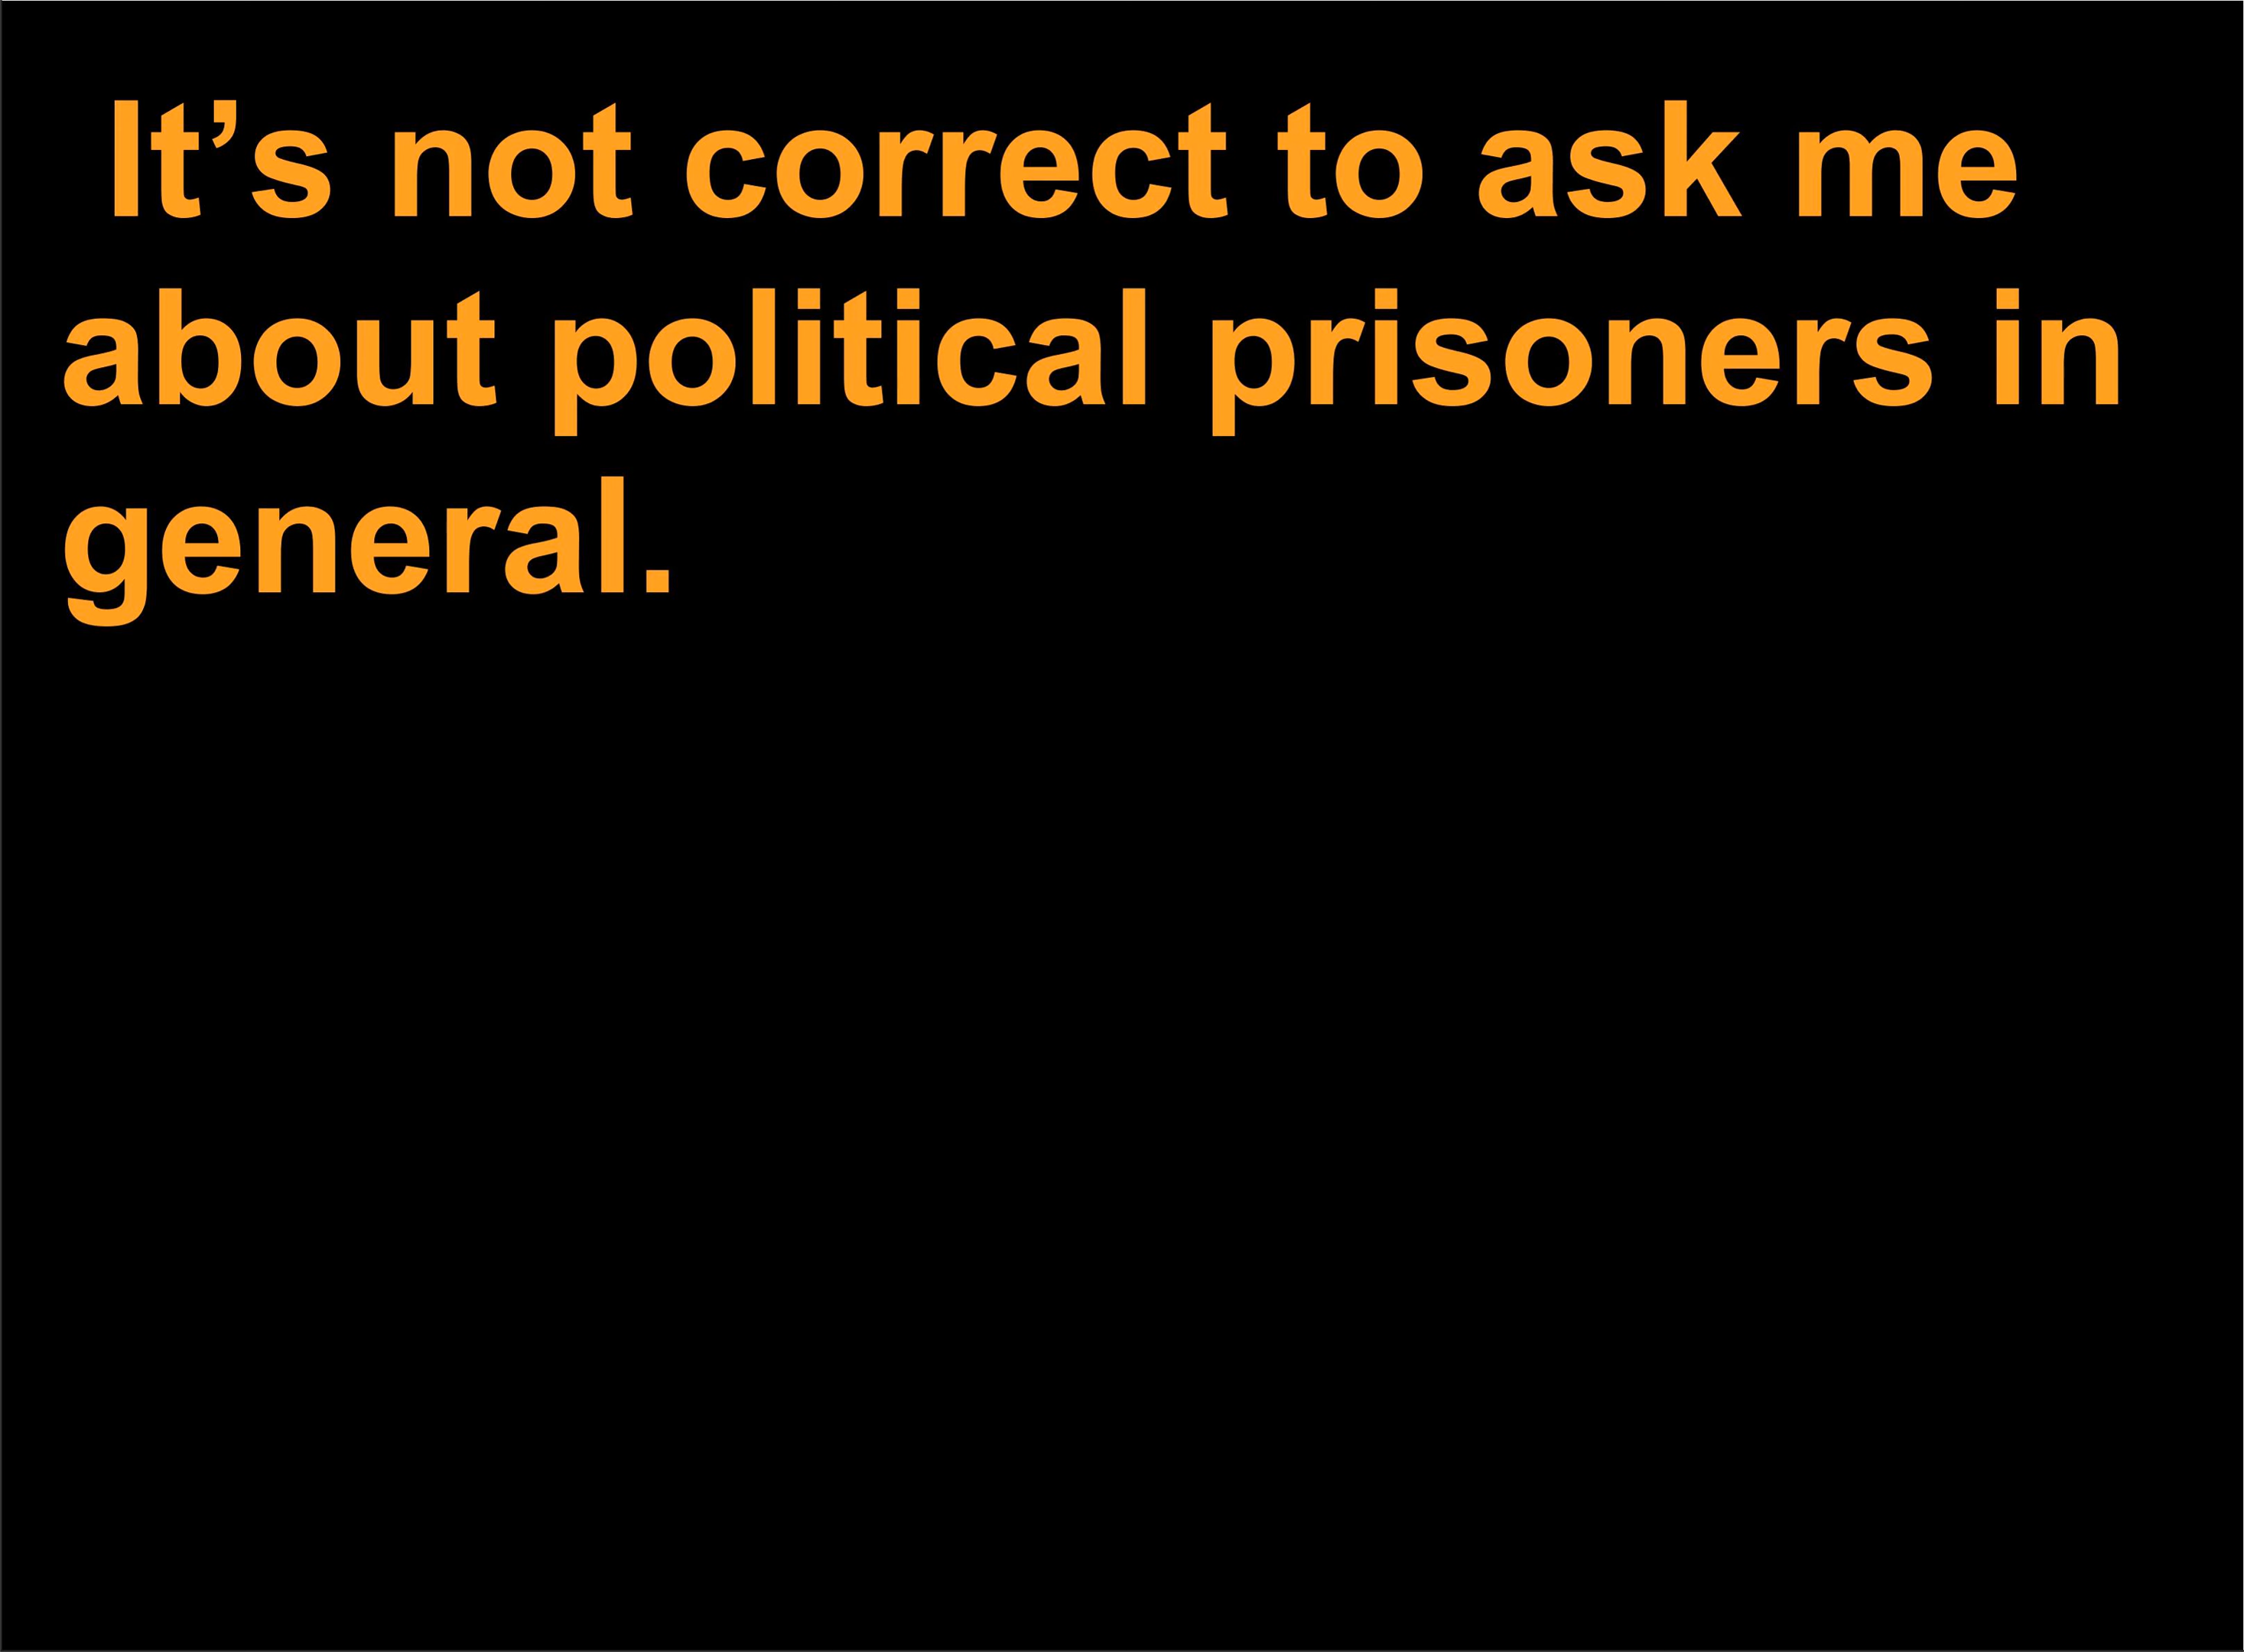 It’s not correct to ask me
about political prisoners in
general.